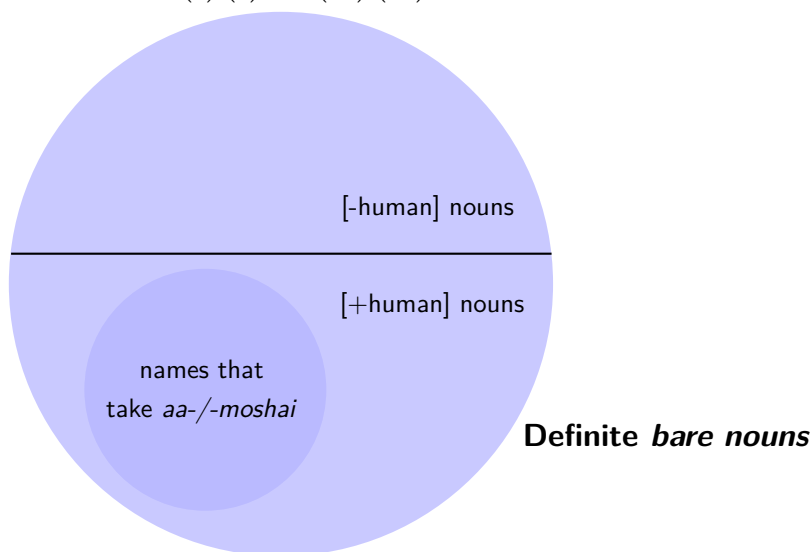 [-human] nouns
[+human] nouns
names that
take aa-/-moshai
Definite bare nouns